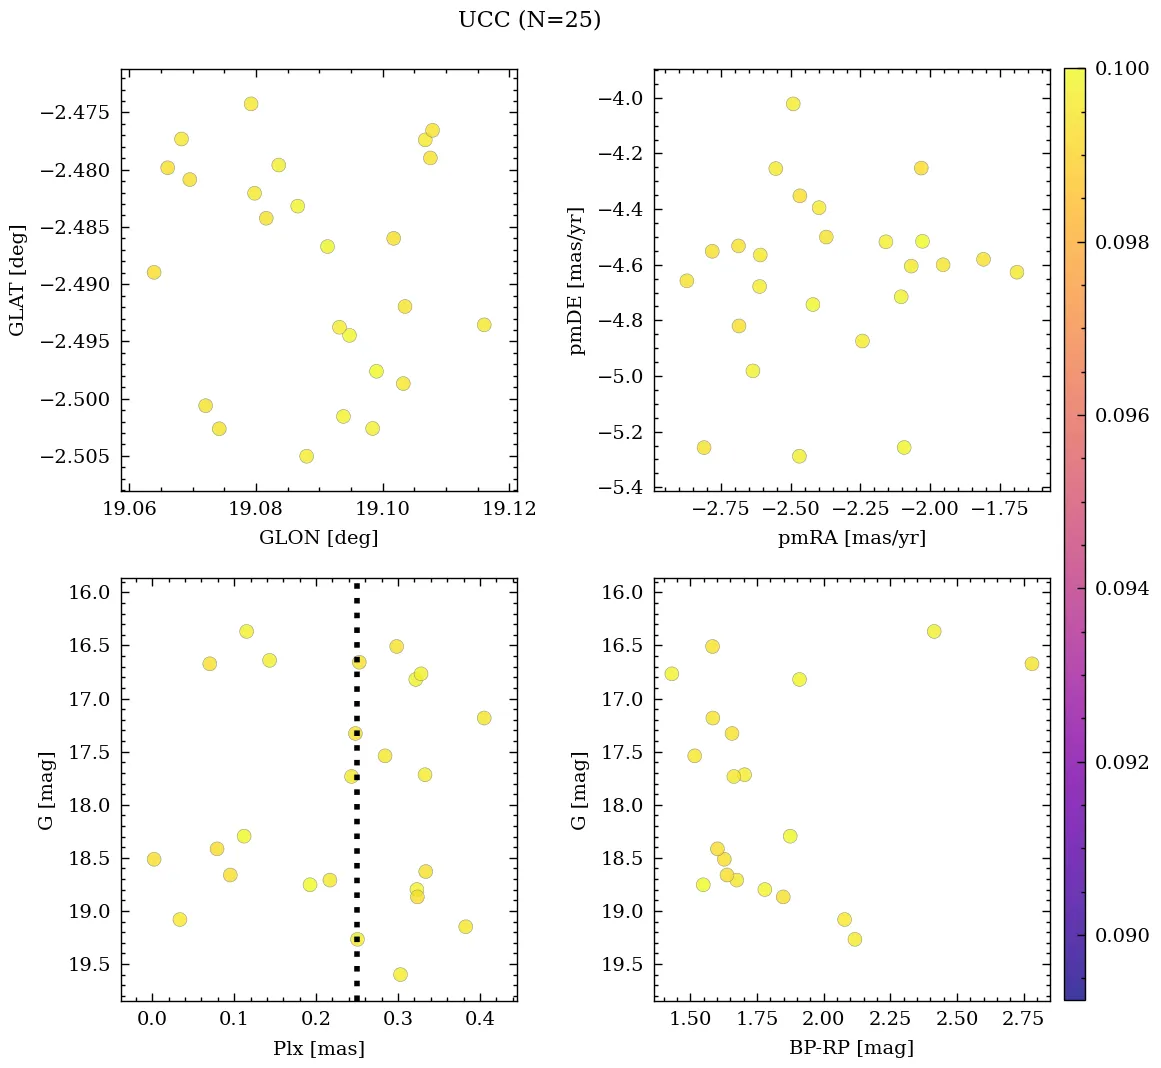 UCC (N=25)
−2.475
−2.480
−2.485
−2.490
−2.495
−2.500
−2.505
GLAT [deg]
19.06 19.08 19.10 19.12
GLON [deg]
−4.0
−4.2
−4.4
−4.6
−4.8
−5.0
−5.2
−5.4
pmDE [mas/yr]
−2.75 −2.50 −2.25 −2.00 −1.75
pmRA [mas/yr]
0.100
0.098
0.096
0.094
0.092
0.090
16.0
16.5
17.0
17.5
18.0
18.5
19.0
19.5
G [mag]
0.0 0.1 0.2 0.3 0.4
Plx [mas]
16.0
16.5
17.0
17.5
18.0
18.5
19.0
19.5
G [mag]
1.50 1.75 2.00 2.25 2.50 2.75
BP-RP [mag]